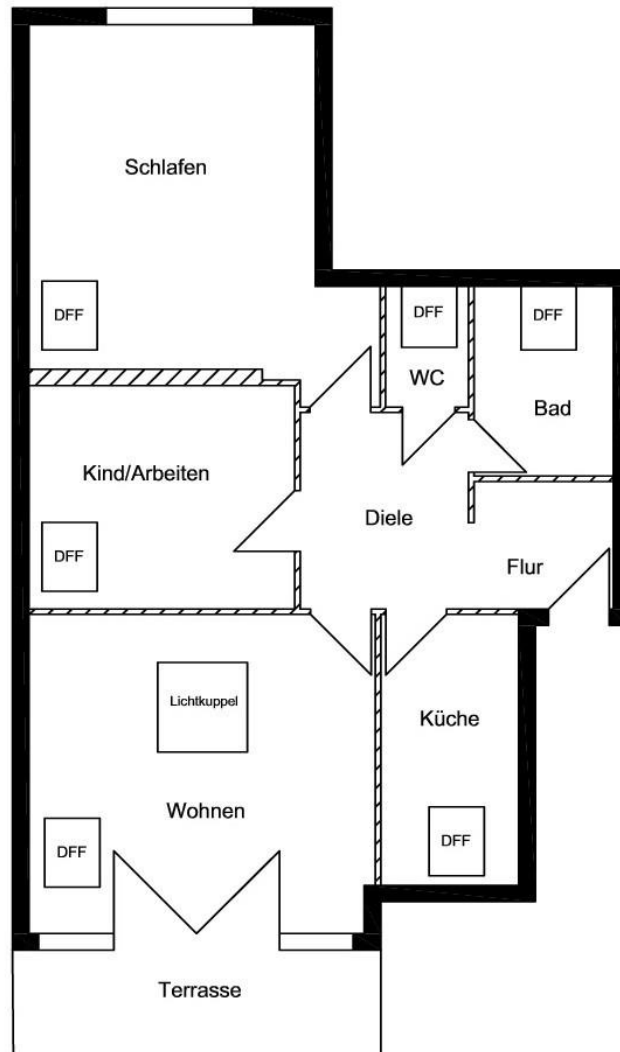 Schlafen
DFF
DFF
DFF
WC
Bad
Kind/Arbeiten
Diele
DFF
Flur
Lichtkuppel
Küche
Wohnen
DFF
DFF
Terrasse